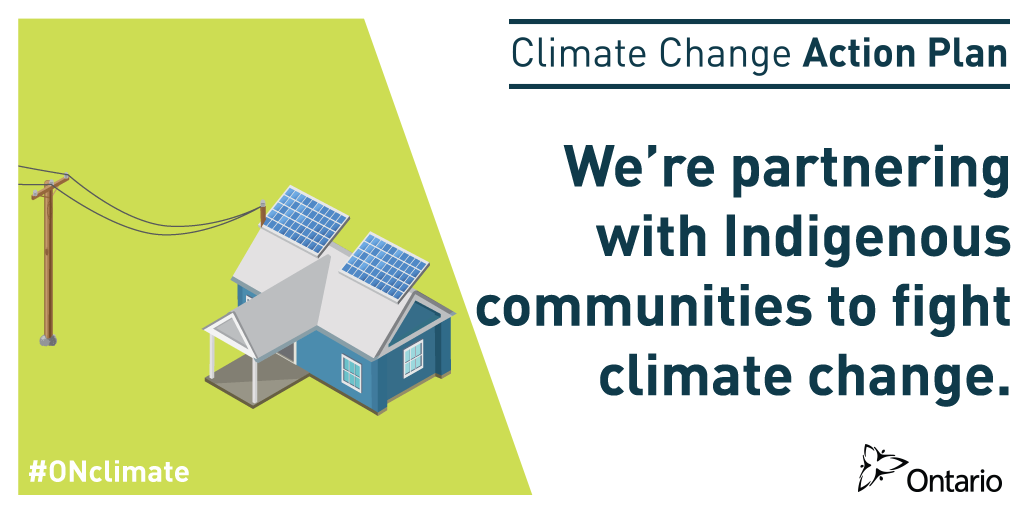 Climate Change Action Plan
We’re partnering
with Indigenous
communities to fight
climate change.
#ONclimate
Ontario